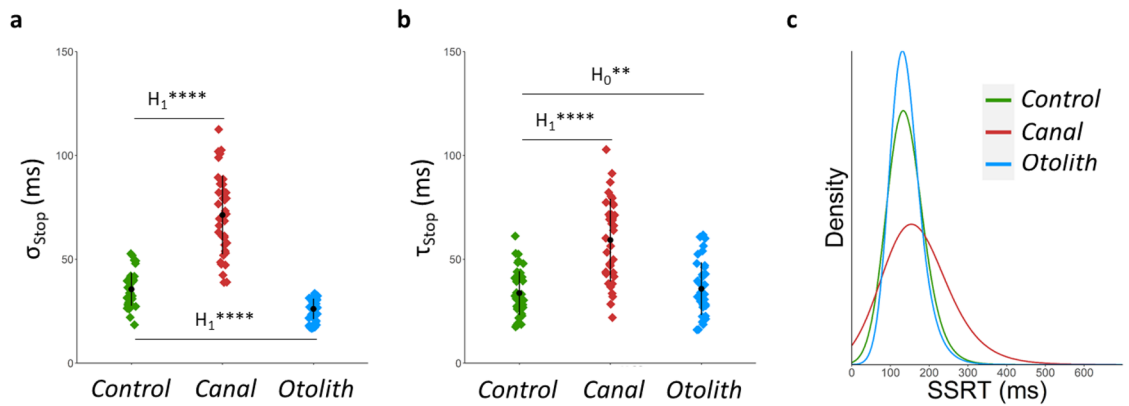 a
b
c
150
100
50
0
σStop (ms)
H1****
H1****
Control Canal Otolith
150
100
50
0
τStop (ms)
H0**
H1****
Control Canal Otolith
Density
Control
Canal
Otolith
0 100 200 300 400 500 600
SSRT (ms)